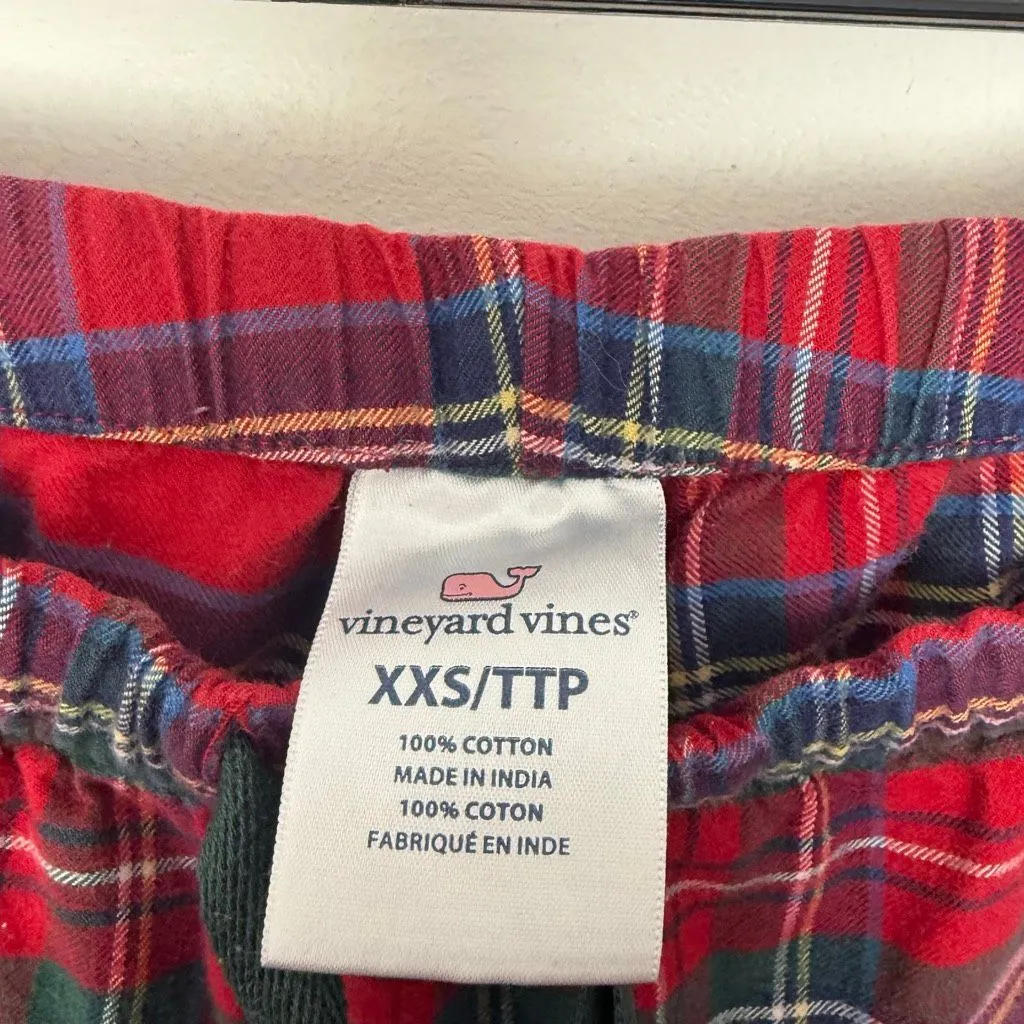 vineyard vines®
XXS/TTP
100% COTTON
MADE IN INDIA
100% COTON
FABRIQUÉ EN INDE